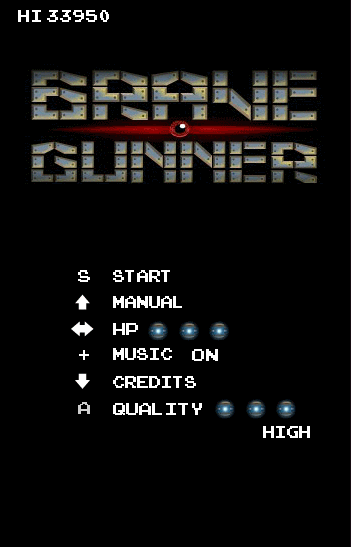 HI 33950
BRANE
GUNNER
S START
⬆ MANUAL
⬌ HP
+ MUSIC ON
⬇ CREDITS
A QUALITY
HIGH